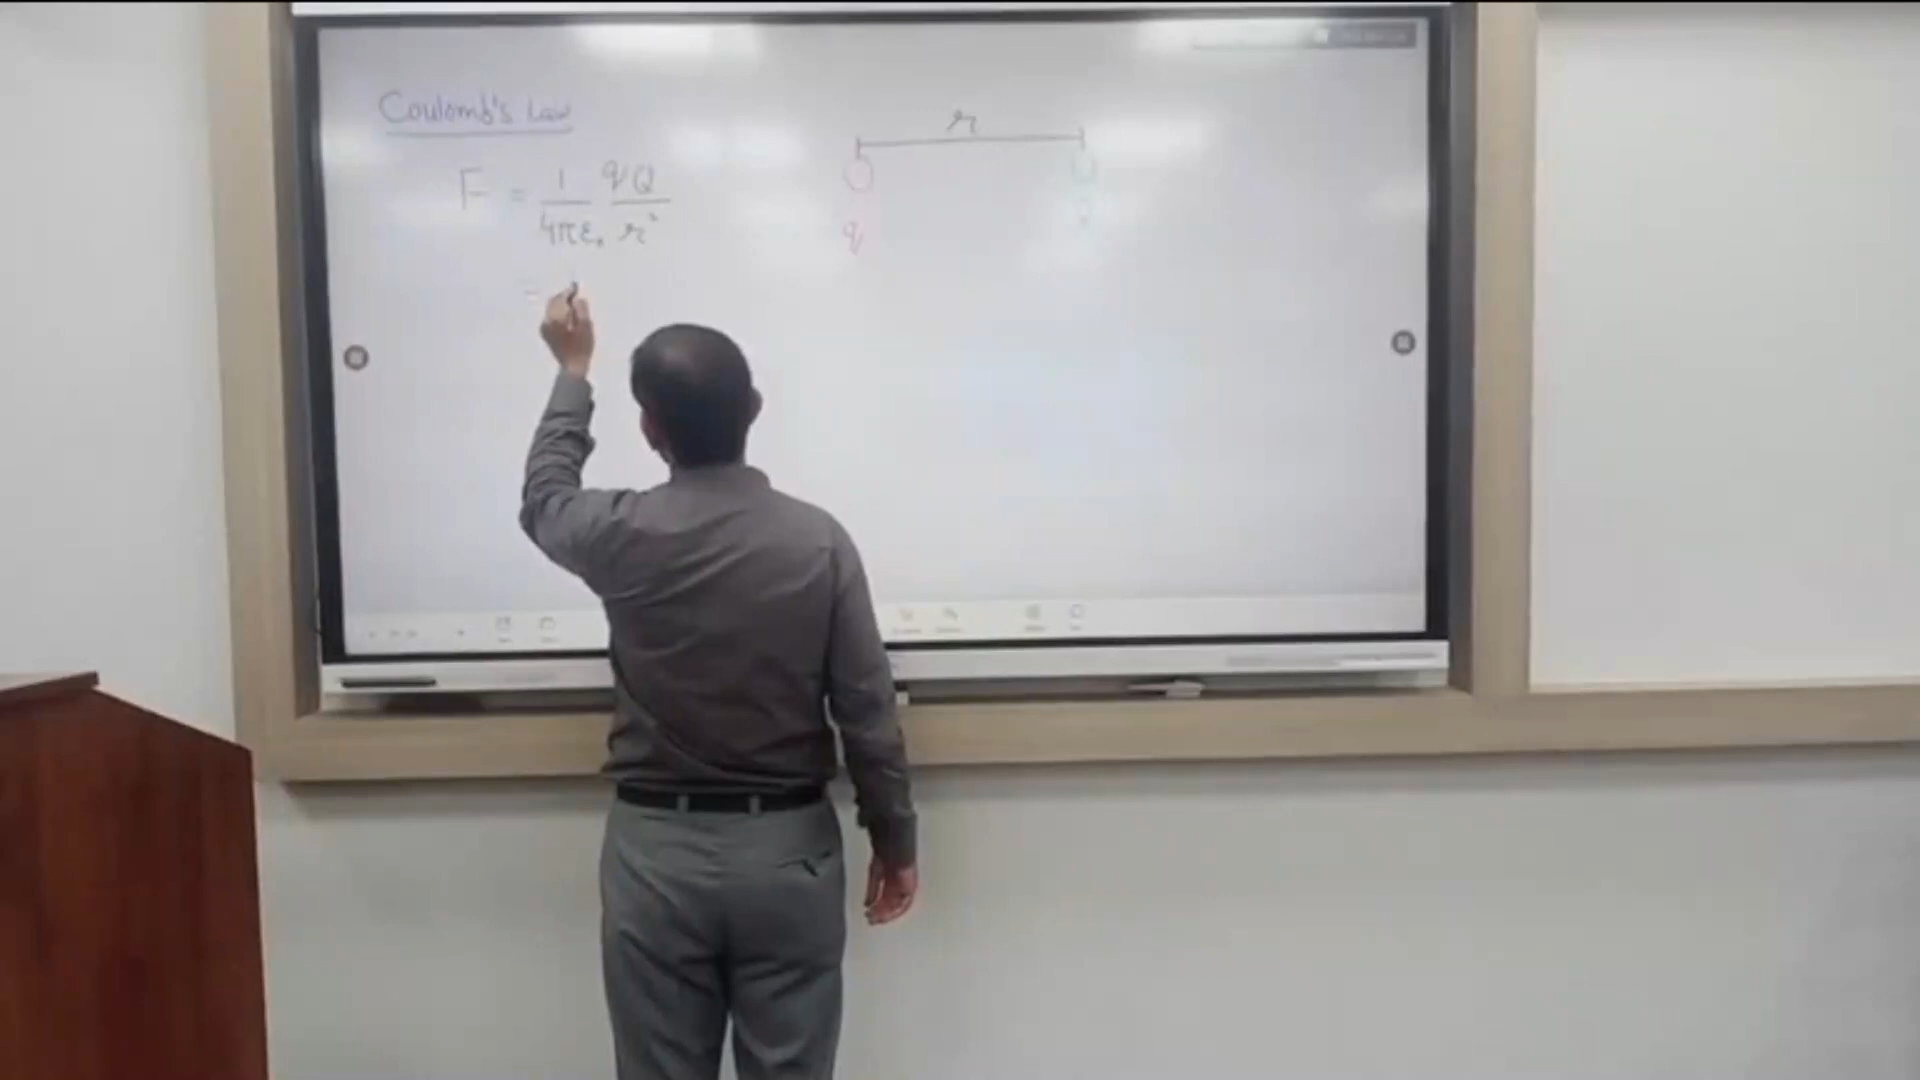 Coulomb's Law
r
F = 1/4πε₀ qQ/r²
q
=